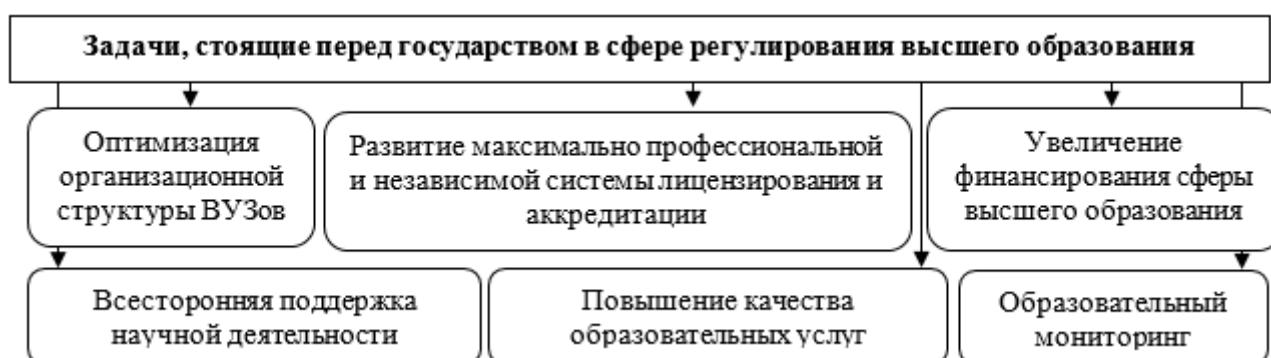 Задачи, стоящие перед государством в сфере регулирования высшего образования
Оптимизация
организационной
структуры ВУЗов
Развитие максимально профессиональной
и независимой системы лицензирования и
аккредитации
Увеличение
финансирования сферы
высшего образования
Всесторонняя поддержка
научной деятельности
Повышение качества
образовательных услуг
Образовательный
мониторинг